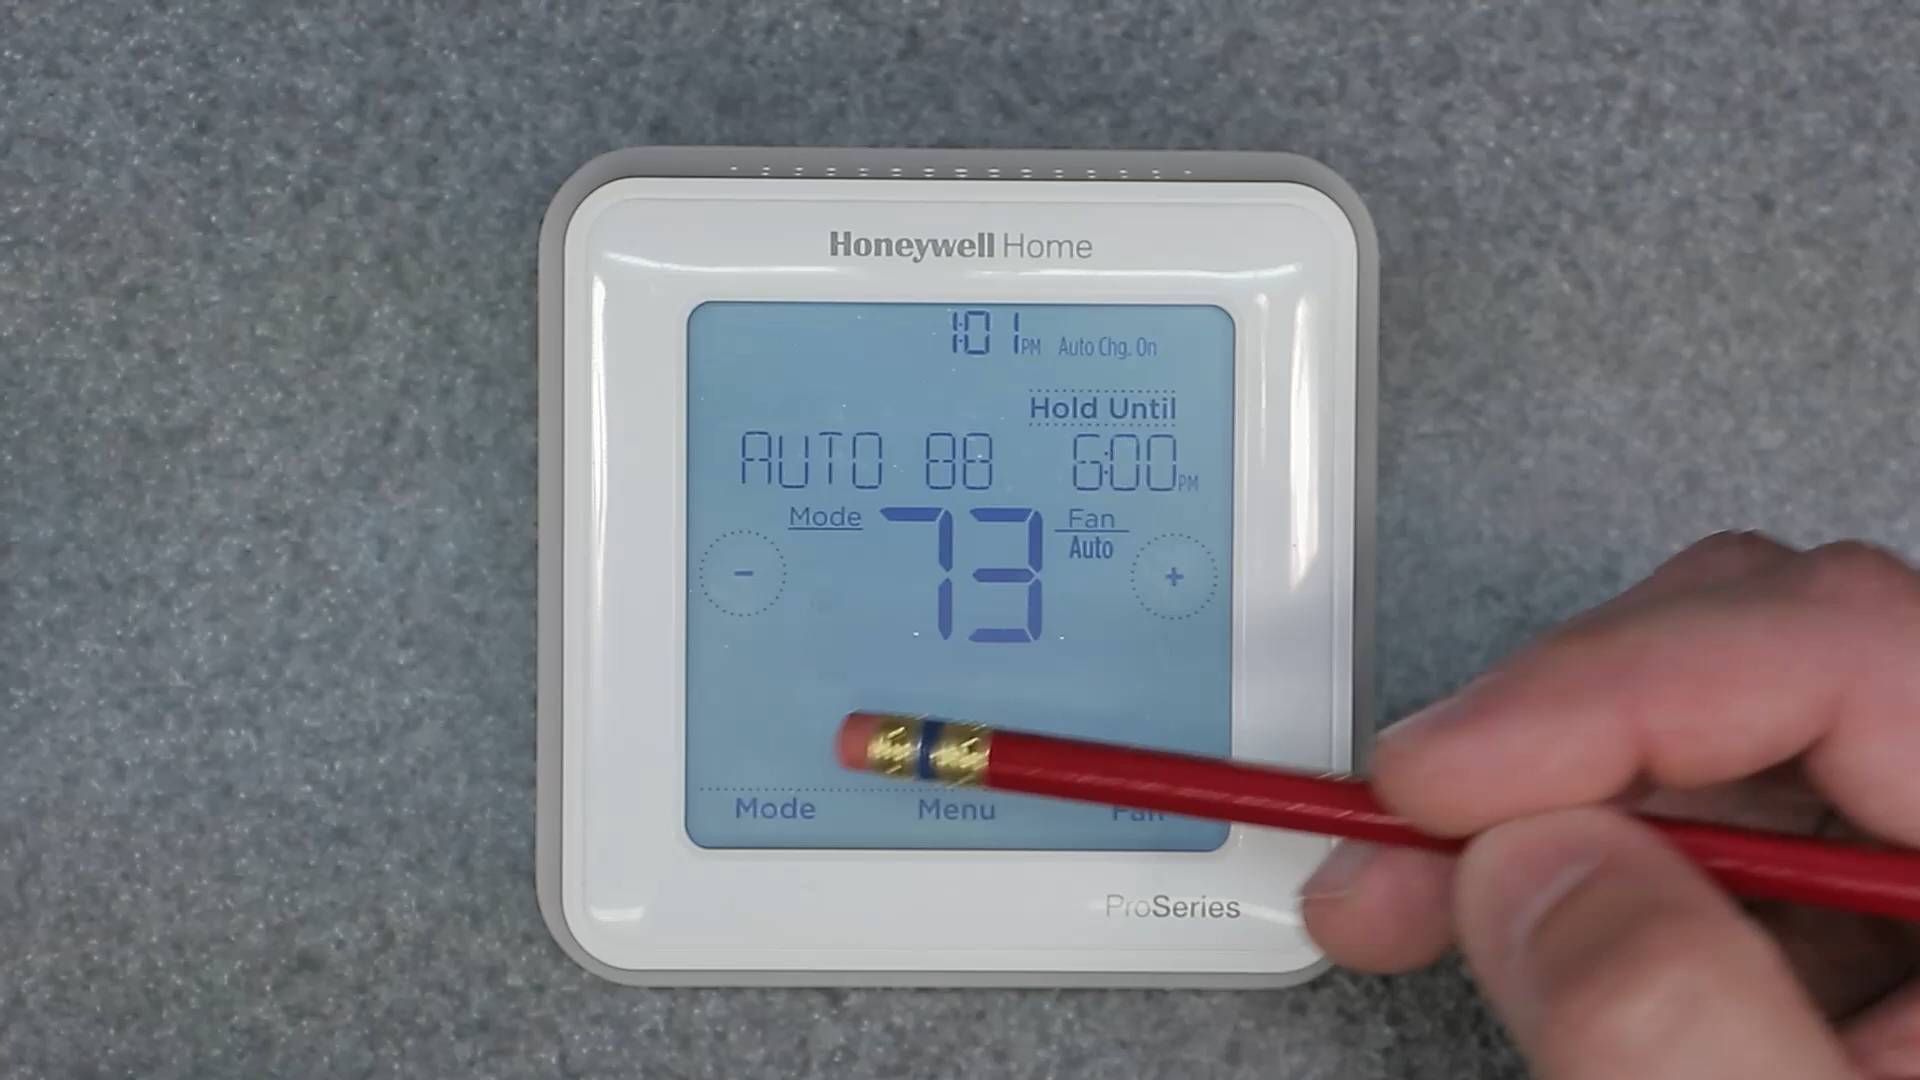 Honeywell Home
1:01 PM Auto Chg. On
Hold Until
AUTO 88 6:00 PM
Mode 73 Fan
Auto
- +
Mode Menu Fan
ProSeries